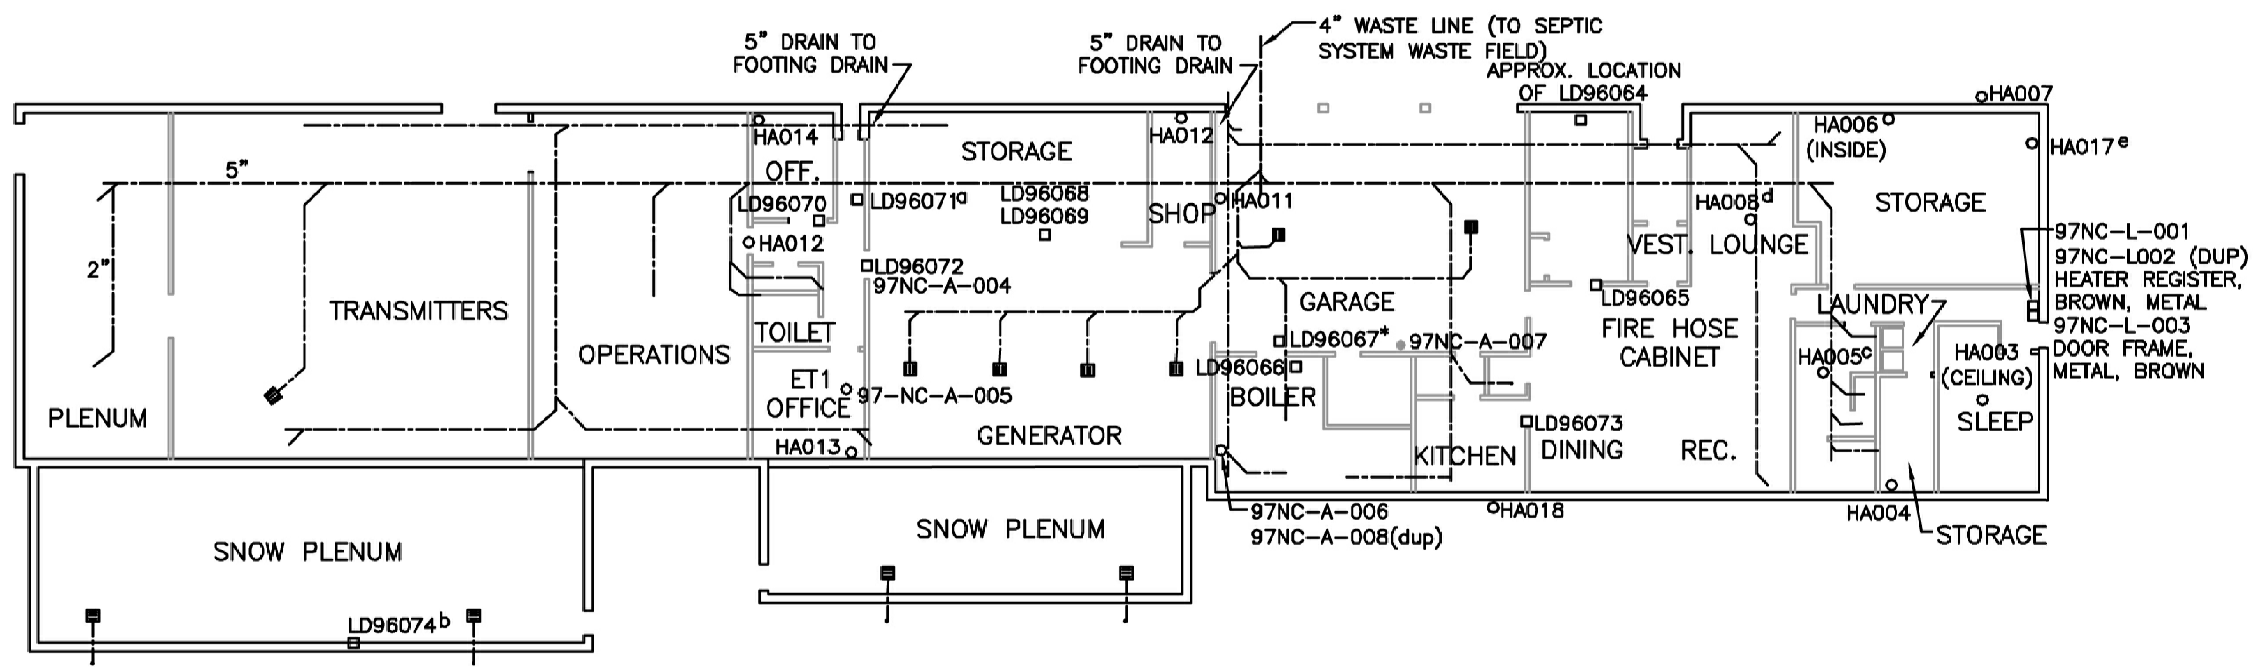 4" WASTE LINE (TO SEPTIC
SYSTEM WASTE FIELD)
5" DRAIN TO
FOOTING DRAIN
5" DRAIN TO
FOOTING DRAIN
APPROX. LOCATION
OF LD96064
HA007
HA014
HA012
HA006
(INSIDE)
HA017e
STORAGE
OFF.
5"
LD96070
LD96071a
LD96068
LD96069
SHOP
HA011
HA008d
STORAGE
HA012
VEST.
LOUNGE
97NC-L-001
97NC-L002 (DUP)
HEATER REGISTER,
BROWN, METAL
97NC-L-003
DOOR FRAME,
METAL, BROWN
2"
LD96072
97NC-A-004
TRANSMITTERS
GARAGE
LD96065
LAUNDRY
TOILET
FIRE HOSE
CABINET
OPERATIONS
LD96067*
97NC-A-007
HA005c
HA003
(CEILING)
LD96066
ET1
OFFICE
97-NC-A-005
BOILER
PLENUM
GENERATOR
LD96073
SLEEP
HA013
KITCHEN
DINING
REC.
97NC-A-006
97NC-A-008(dup)
HA018
HA004
STORAGE
SNOW PLENUM
SNOW PLENUM
LD96074b